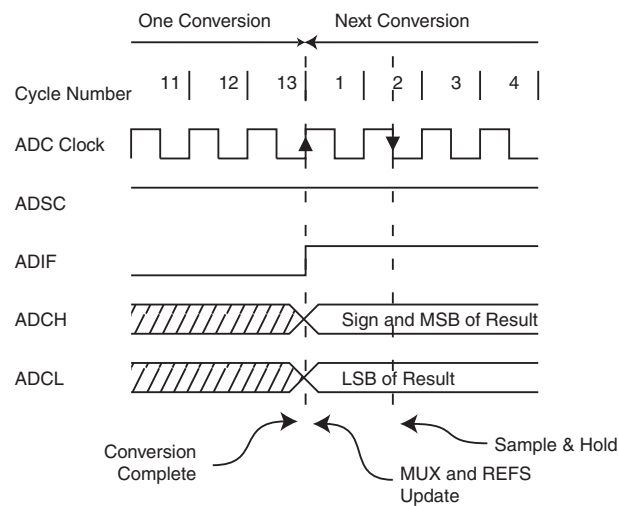 One Conversion
Next Conversion
Cycle Number
11
12
13
1
2
3
4
ADC Clock
ADSC
ADIF
ADCH
Sign and MSB of Result
ADCL
LSB of Result
Conversion
Complete
MUX and REFS
Update
Sample & Hold